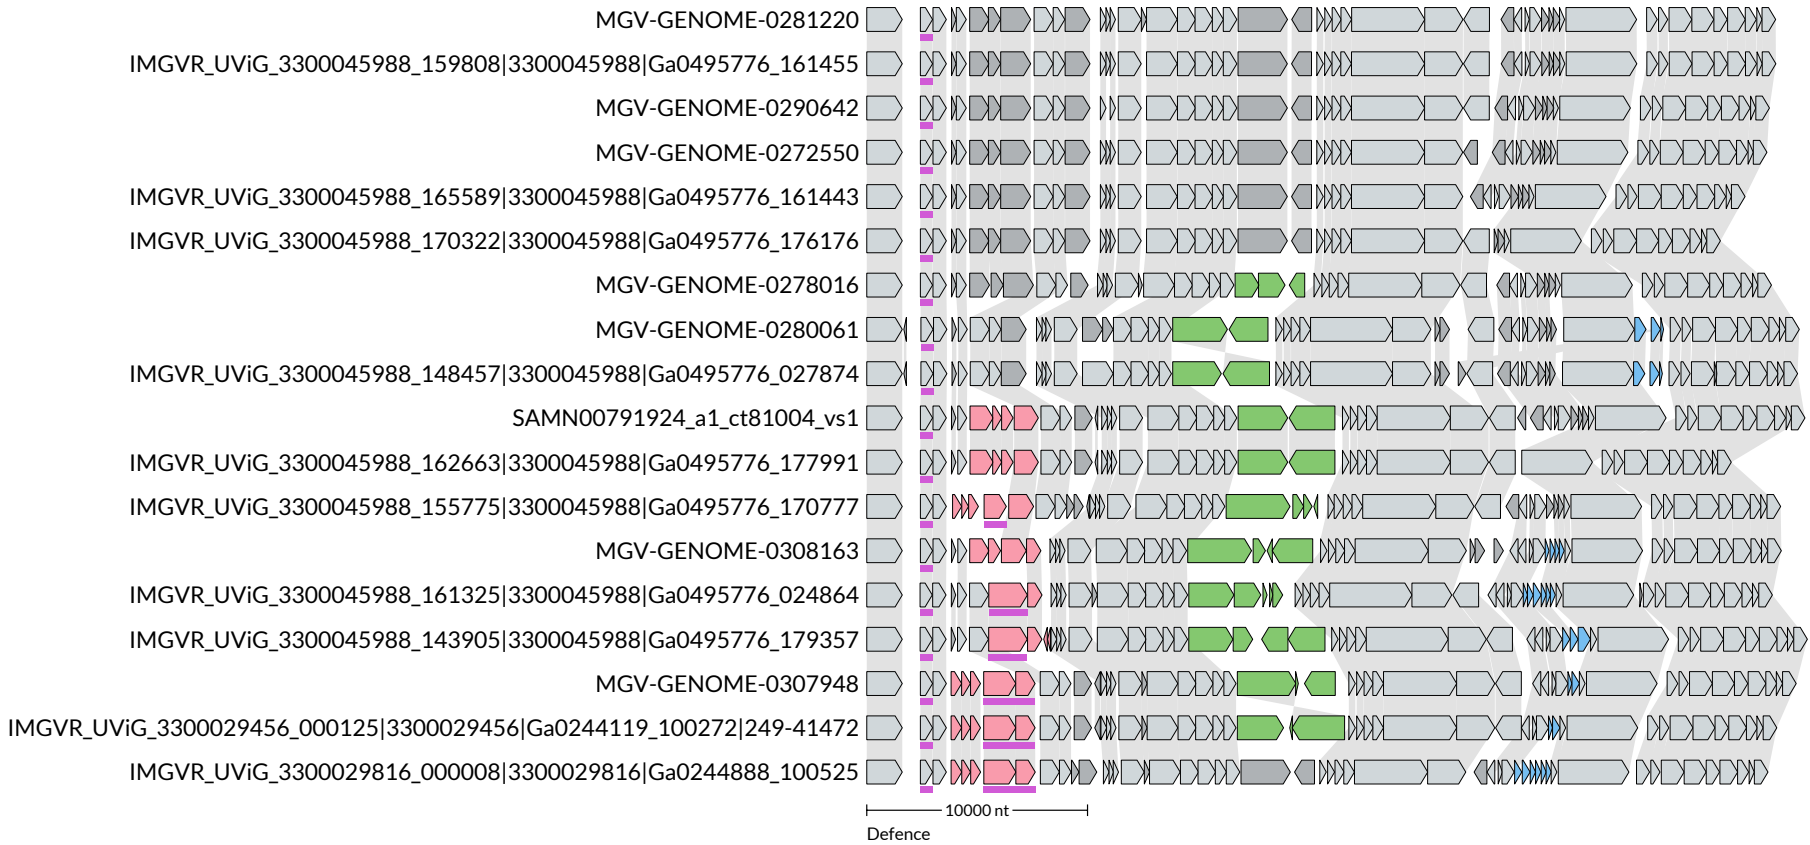 MGV-GENOME-0281220
IMGVR_UViG_3300045988_159808|3300045988|Ga0495776_161455
MGV-GENOME-0290642
MGV-GENOME-0272550
IMGVR_UViG_3300045988_165589|3300045988|Ga0495776_161443
IMGVR_UViG_3300045988_170322|3300045988|Ga0495776_176176
MGV-GENOME-0278016
MGV-GENOME-0280061
IMGVR_UViG_3300045988_148457|3300045988|Ga0495776_027874
SAMN00791924_a1_ct81004_vs1
IMGVR_UViG_3300045988_162663|3300045988|Ga0495776_177991
IMGVR_UViG_3300045988_155775|3300045988|Ga0495776_170777
MGV-GENOME-0308163
IMGVR_UViG_3300045988_161325|3300045988|Ga0495776_024864
IMGVR_UViG_3300045988_143905|3300045988|Ga0495776_179357
MGV-GENOME-0307948
IMGVR_UViG_3300029456_000125|3300029456|Ga0244119_100272|249-41472
IMGVR_UViG_3300029816_000008|3300029816|Ga0244888_100525
10000 nt
Defence